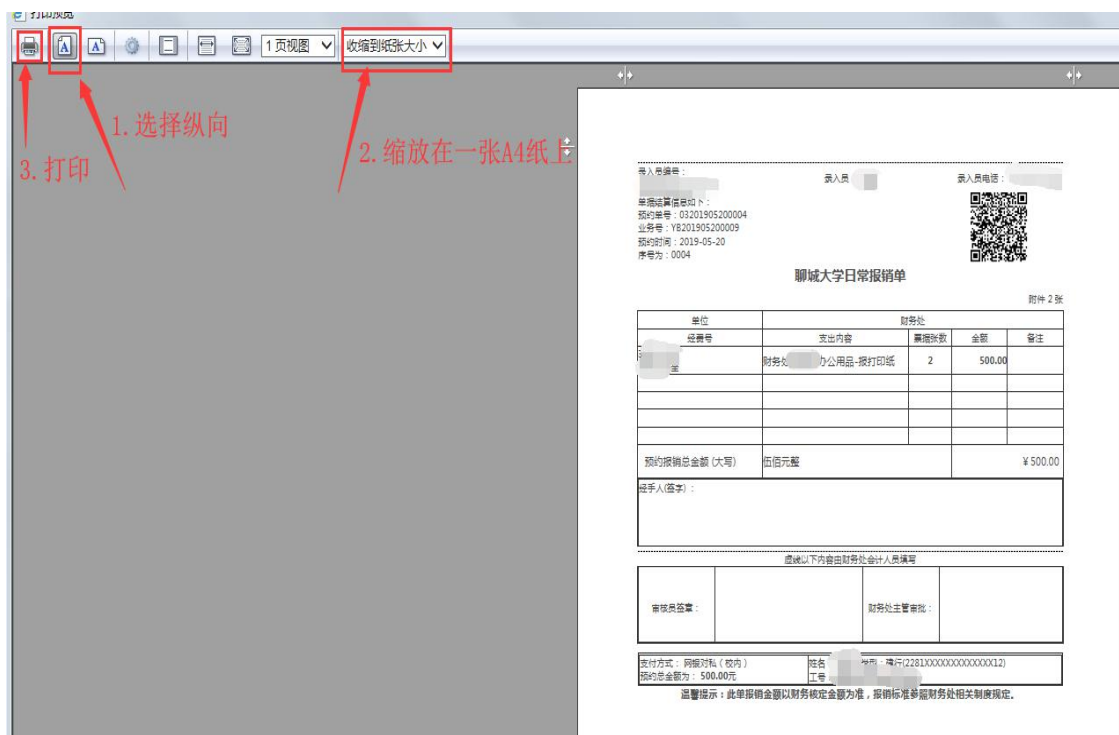 打印预览
1页视图 收缩到纸张大小
1.选择纵向
2.缩放在一张A4纸上
3.打印
录入员编号：
录入员 录入员电话：
单据结算信息如下：
预约单号：03201905200004
业务号：YB201905200009
预约时间：2019-05-20
序号为：0004
聊城大学日常报销单
附件 2 张
单位 财务处
经费号 支出内容 票据张数 金额 备注
财务处 办公用品-报打印纸 2 500.00
预约报销总金额 (大写) 伍佰元整 ￥500.00
经手人(签字)：
虚线以下内容由财务处会计人员填写
审核员签章： 财务处主管审批：
支付方式： 网银对私（校内） 姓名 类型：建行(2281XXXXXXXXXXXXX12)
预约总金额为： 500.00元 工号
温馨提示：此单报销金额以财务核定金额为准，报销标准参照财务处相关制度规定。